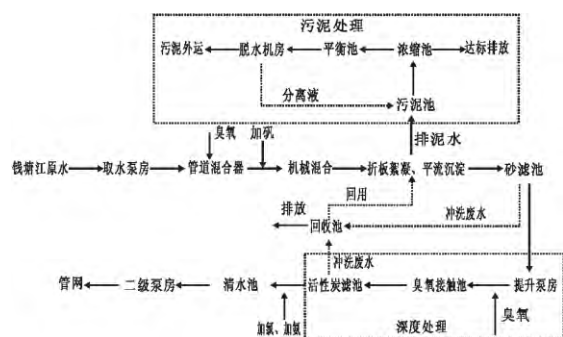 污泥处理
污泥外运 脱水机房 平衡池 浓缩池 达标排放
分离液 污泥池
臭氧 加矾 排泥水
钱塘江原水 取水泵房 管道混合器 机械混合 折板絮凝、平流沉淀 砂滤池
回用
排放 回收池 冲洗废水
冲洗废水
管网 二级泵房 清水池 活性炭滤池 臭氧接触池 提升泵房
加氯、加氨 臭氧
深度处理